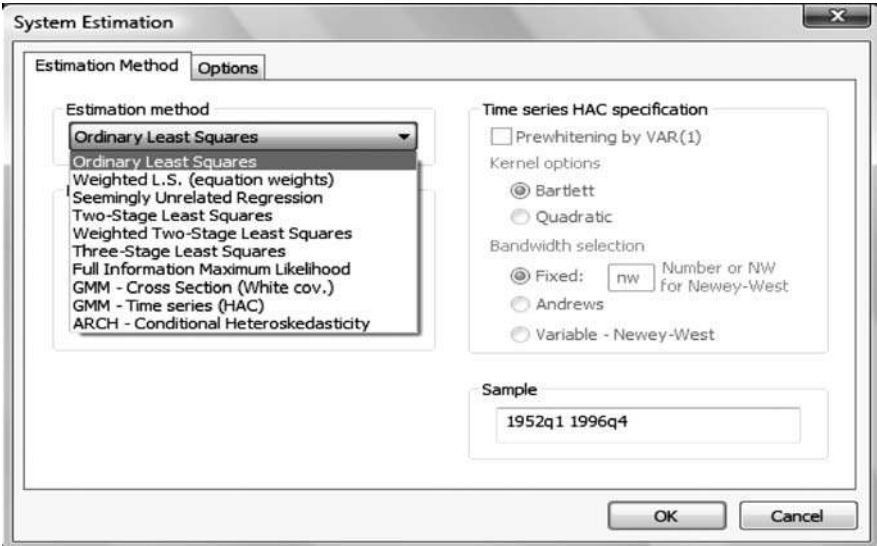 System Estimation
Estimation Method
Options
Estimation method
Ordinary Least Squares
Ordinary Least Squares
Weighted L.S. (equation weights)
Seemingly Unrelated Regression
Two-Stage Least Squares
Weighted Two-Stage Least Squares
Three-Stage Least Squares
Full Information Maximum Likelihood
GMM - Cross Section (White cov.)
GMM - Time series (HAC)
ARCH - Conditional Heteroskedasticity
Time series HAC specification
Prewhitening by VAR(1)
Kernel options
Bartlett
Quadratic
Bandwidth selection
Fixed: nw Number or NW
for Newey-West
Andrews
Variable - Newey-West
Sample
1952q1 1996q4
OK
Cancel